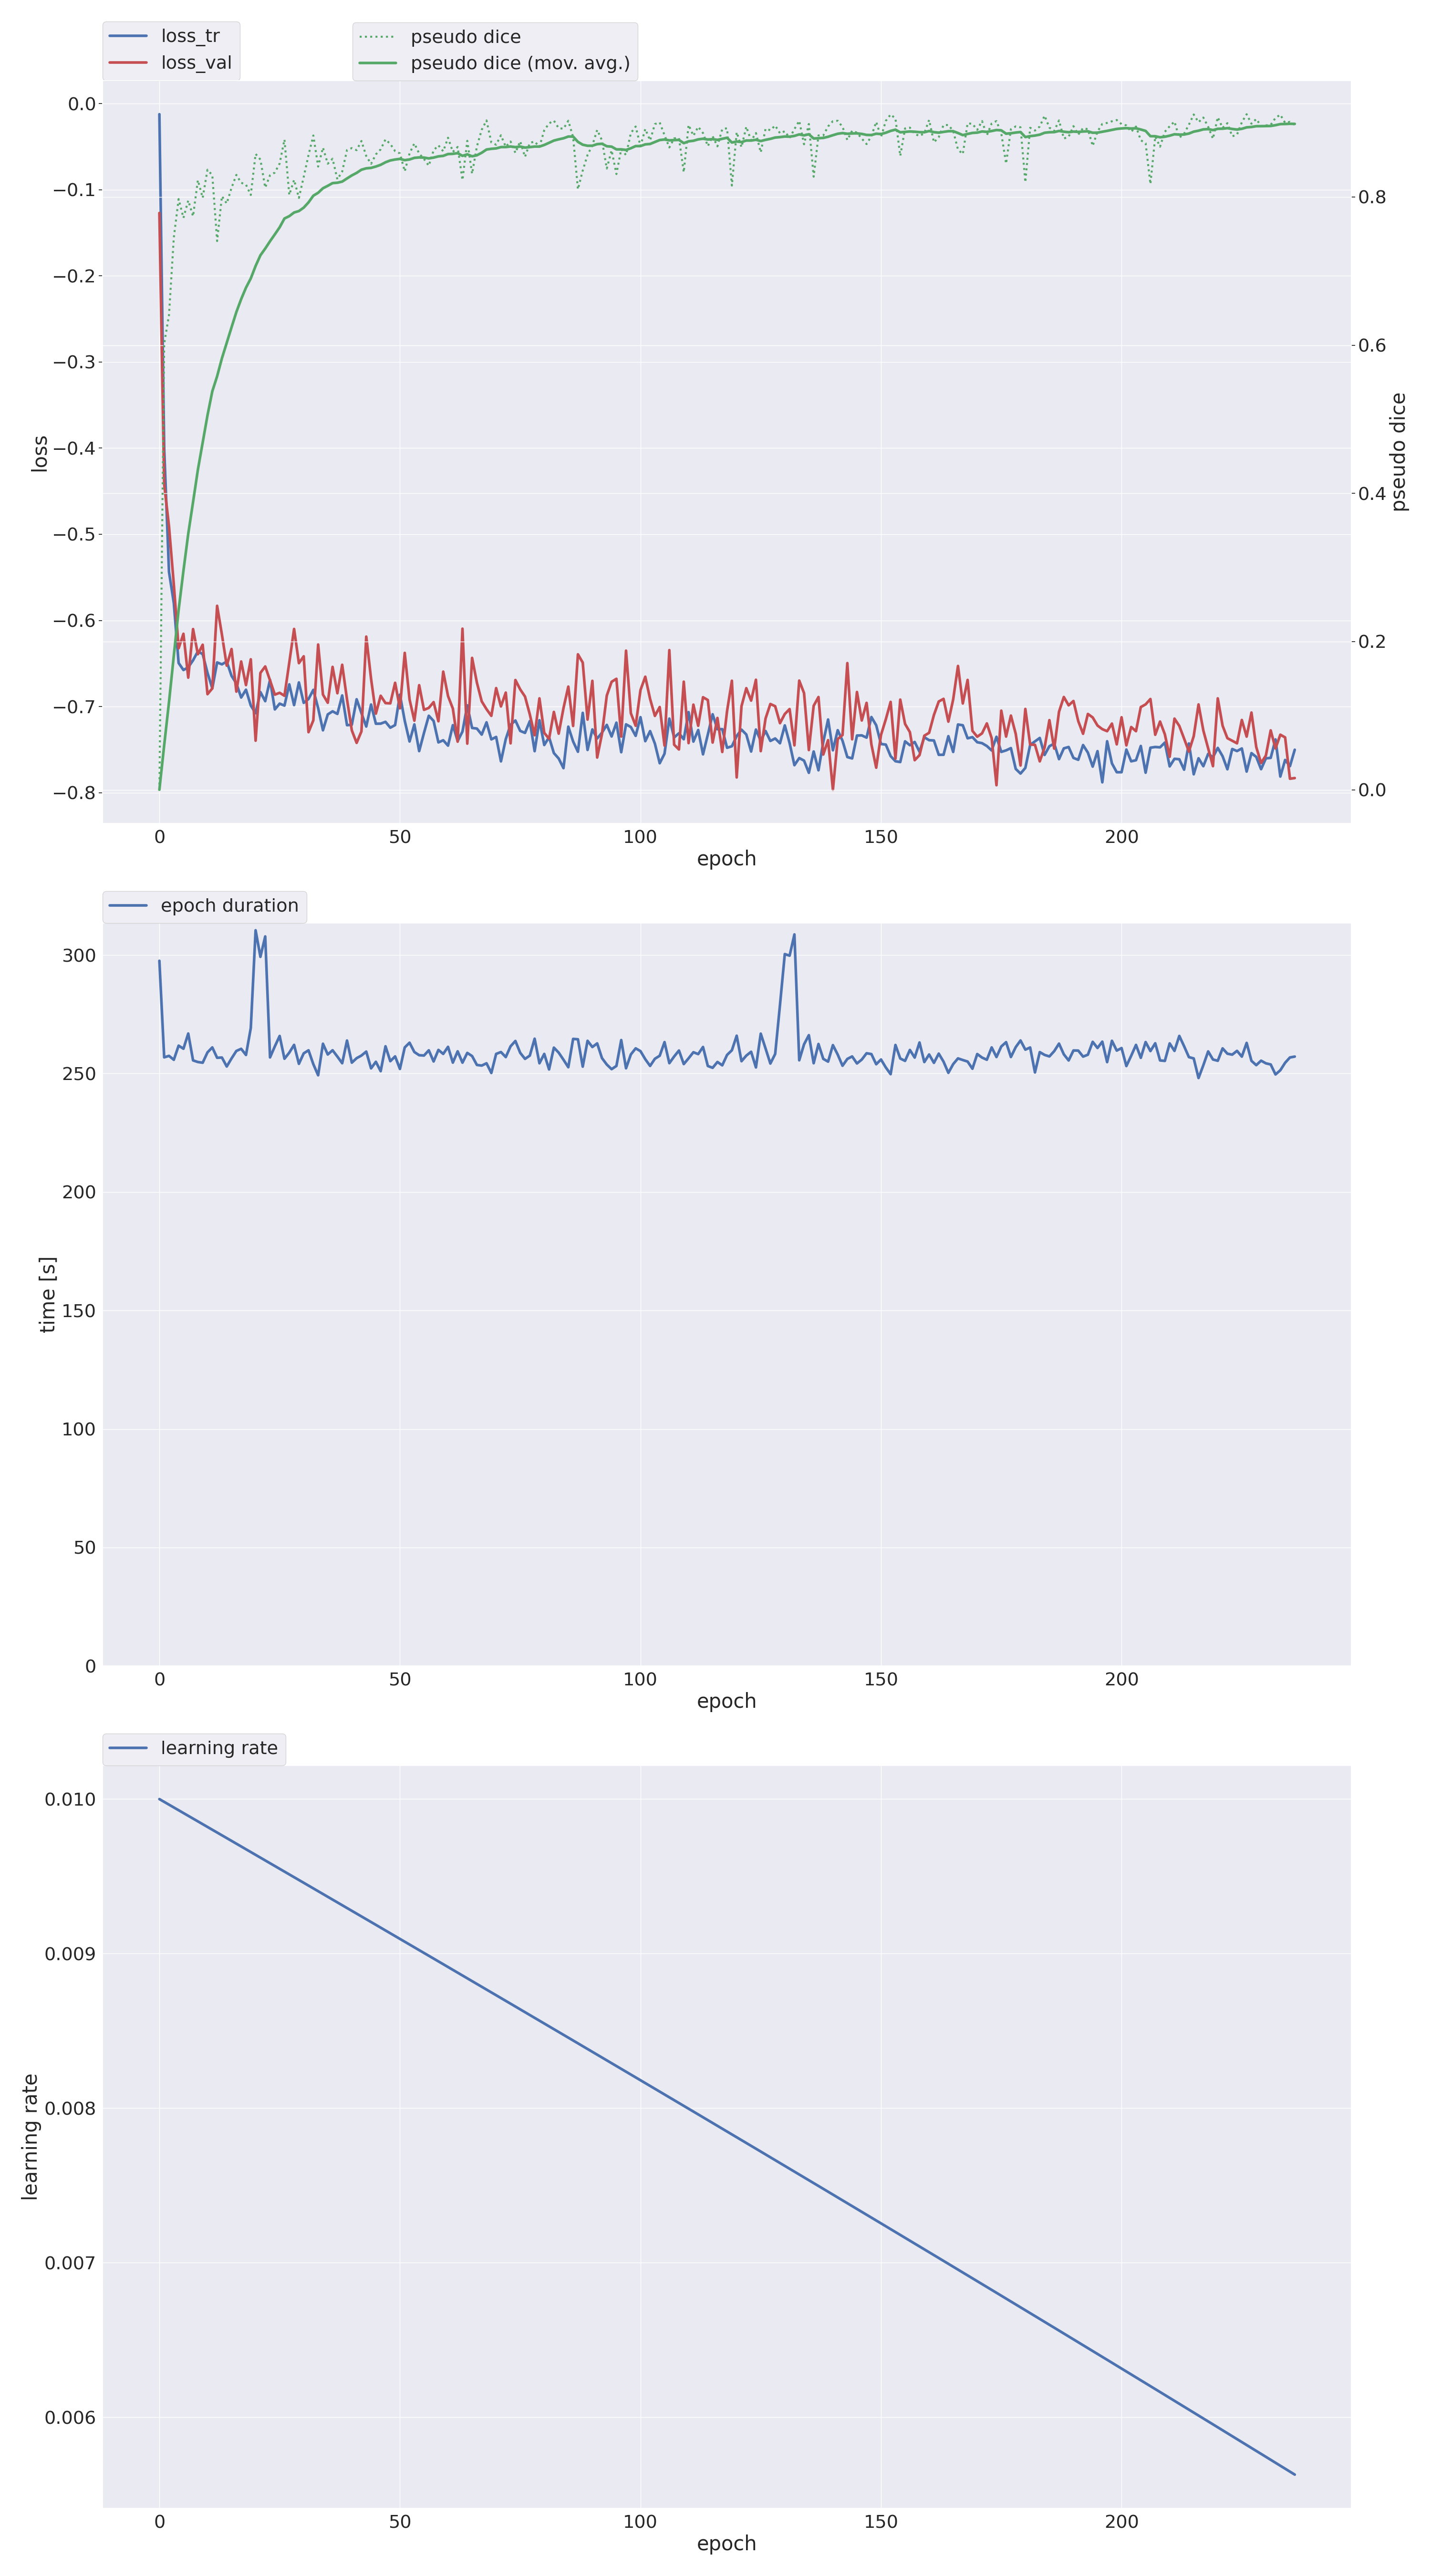 loss_tr
loss_val
pseudo dice
pseudo dice (mov. avg.)
0.0
−0.1
−0.2
−0.3
−0.4
−0.5
−0.6
−0.7
−0.8
loss
0.8
0.6
0.4
0.2
0.0
pseudo dice
0 50 100 150 200
epoch
epoch duration
300
250
200
150
100
50
0
time [s]
0 50 100 150 200
epoch
learning rate
0.010
0.009
0.008
0.007
0.006
learning rate
0 50 100 150 200
epoch